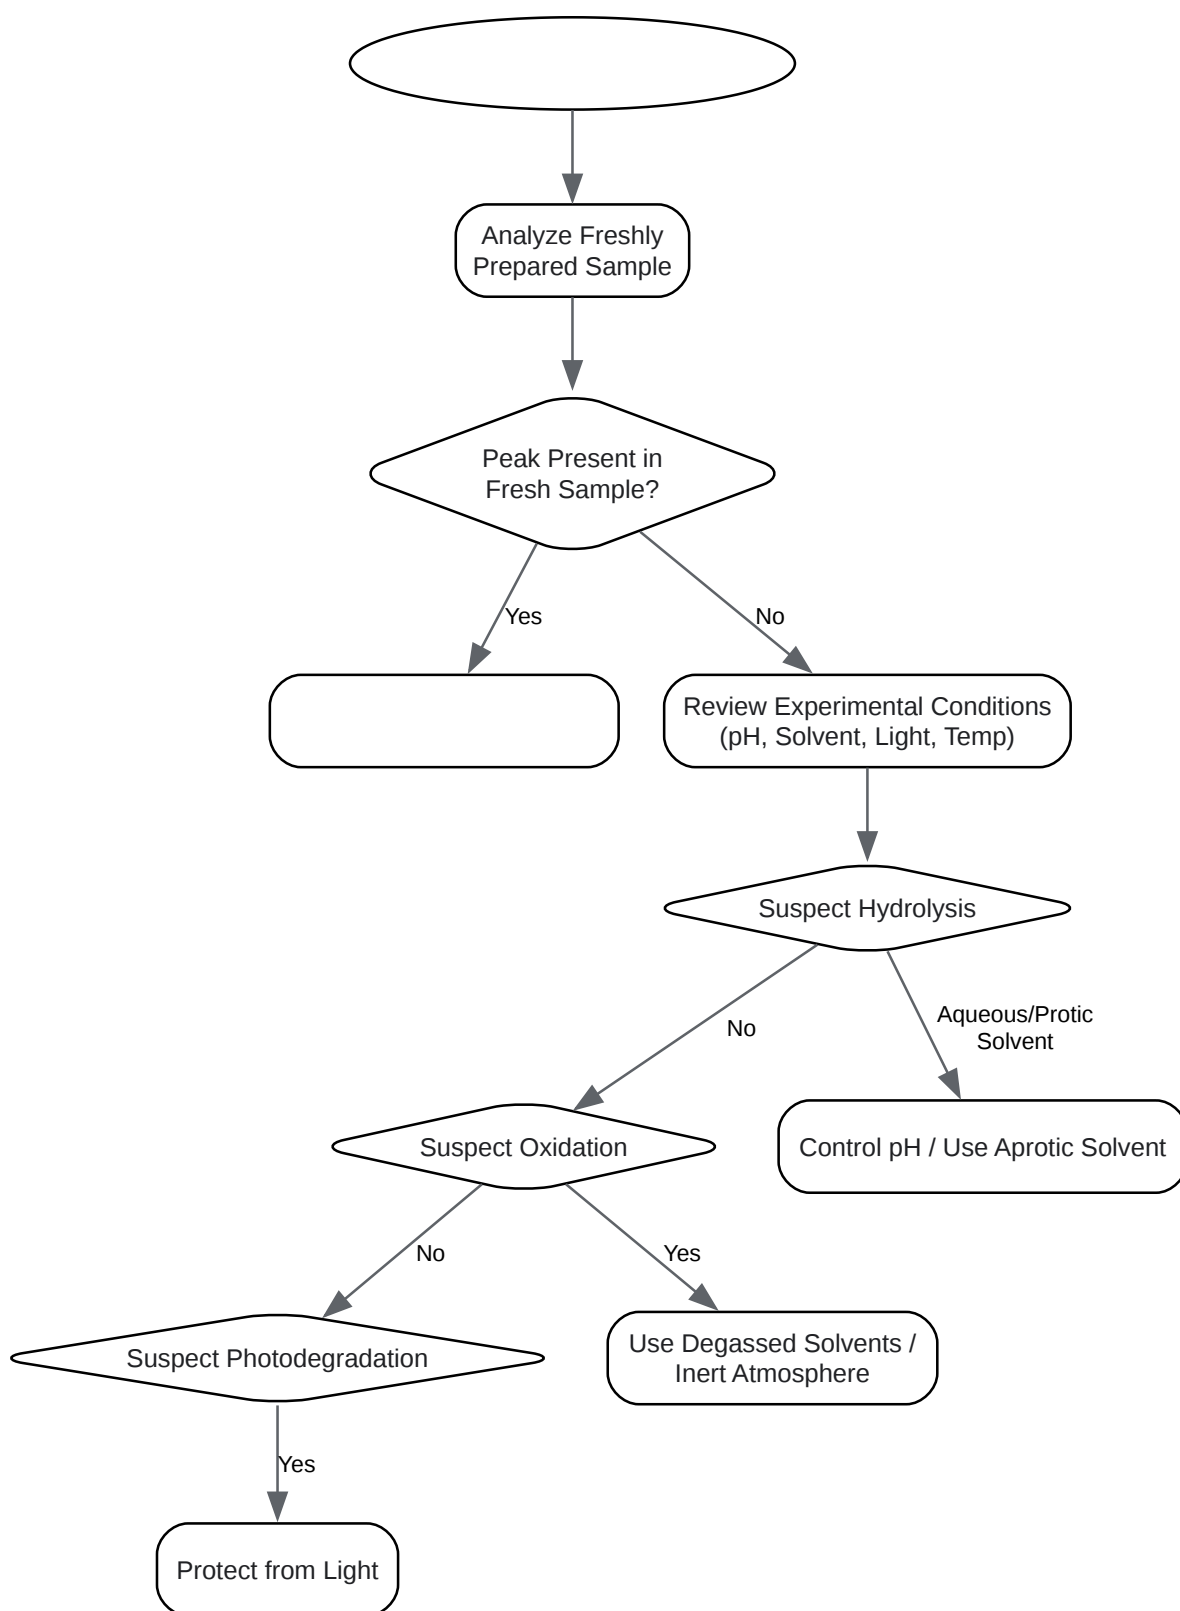 Analyze Freshly
Prepared Sample
Peak Present in
Fresh Sample?
Yes
No
Review Experimental Conditions
(pH, Solvent, Light, Temp)
Suspect Hydrolysis
No
Aqueous/Protic
Solvent
Suspect Oxidation
Control pH / Use Aprotic Solvent
No
Yes
Suspect Photodegradation
Use Degassed Solvents /
Inert Atmosphere
Yes
Protect from Light